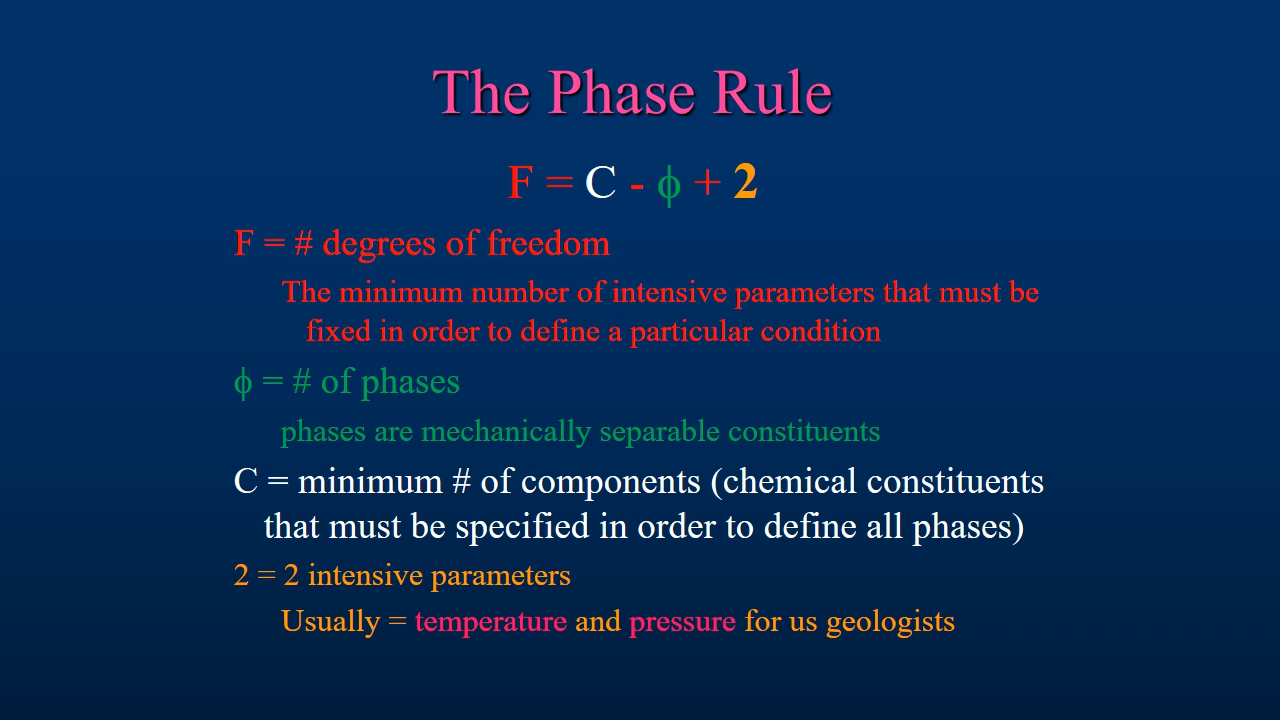 The Phase Rule
F = C - ϕ + 2
F = # degrees of freedom
The minimum number of intensive parameters that must be
fixed in order to define a particular condition
ϕ = # of phases
phases are mechanically separable constituents
C = minimum # of components (chemical constituents
that must be specified in order to define all phases)
2 = 2 intensive parameters
Usually = temperature and pressure for us geologists